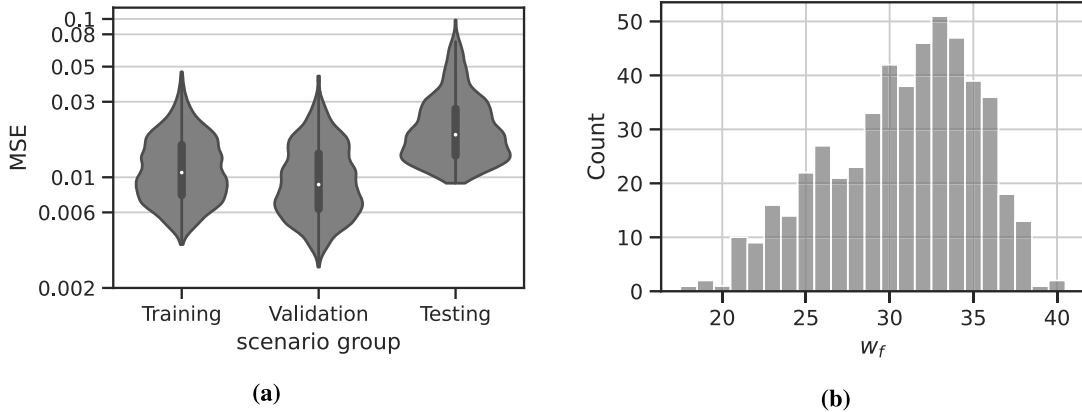 0.1
0.08
0.05
0.03
0.01
0.006
0.002
MSE
Training Validation Testing
scenario group
(a)
50
40
30
20
10
0
Count
20 25 30 35 40
w_f
(b)